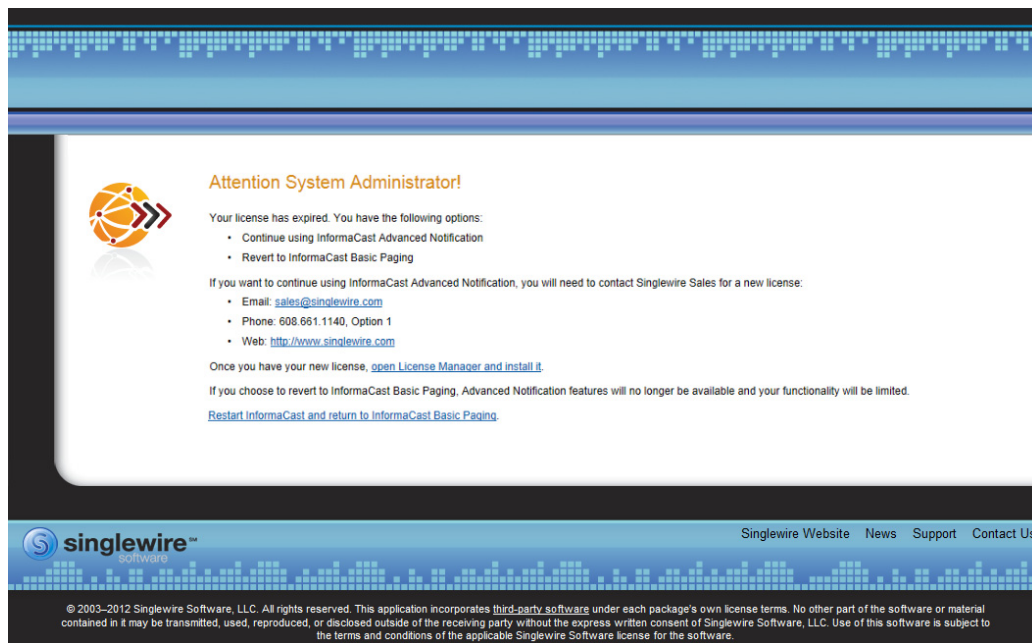 Attention System Administrator!
Your license has expired. You have the following options:
• Continue using InformaCast Advanced Notification
• Revert to InformaCast Basic Paging
If you want to continue using InformaCast Advanced Notification, you will need to contact Singlewire Sales for a new license:
• Email: sales@singlewire.com
• Phone: 608.661.1140, Option 1
• Web: http://www.singlewire.com
Once you have your new license, open License Manager and install it.
If you choose to revert to InformaCast Basic Paging, Advanced Notification features will no longer be available and your functionality will be limited.
Restart InformaCast and return to InformaCast Basic Paging.
S singlewire™
software
Singlewire Website News Support Contact Us
© 2003–2012 Singlewire Software, LLC. All rights reserved. This application incorporates third-party software under each package's own license terms. No other part of the software or material
contained in it may be transmitted, used, reproduced, or disclosed outside of the receiving party without the express written consent of Singlewire Software, LLC. Use of this software is subject to
the terms and conditions of the applicable Singlewire Software license for the software.